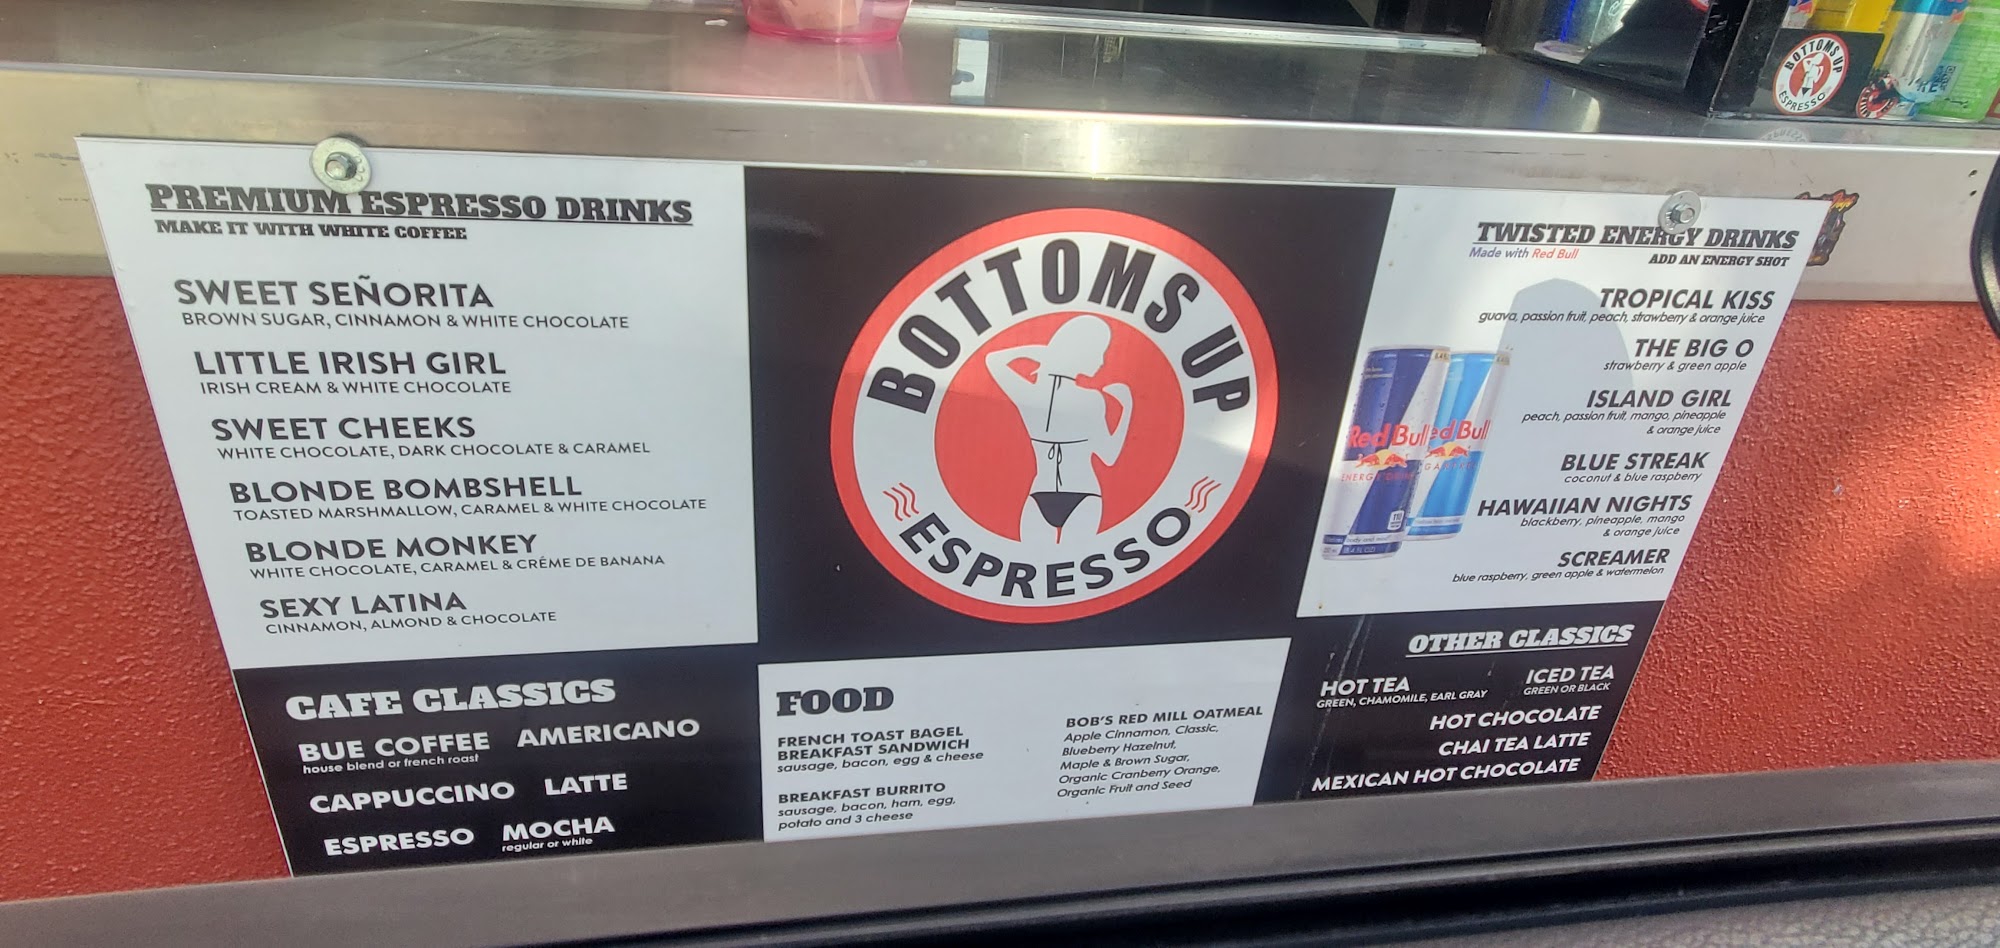 BOTTOMS UP
ESPRESSO
PREMIUM ESPRESSO DRINKS
MAKE IT WITH WHITE COFFEE
SWEET SEÑORITA
BROWN SUGAR, CINNAMON & WHITE CHOCOLATE
LITTLE IRISH GIRL
IRISH CREAM & WHITE CHOCOLATE
SWEET CHEEKS
WHITE CHOCOLATE, DARK CHOCOLATE & CARAMEL
BLONDE BOMBSHELL
TOASTED MARSHMALLOW, CARAMEL & WHITE CHOCOLATE
BLONDE MONKEY
WHITE CHOCOLATE, CARAMEL & CRÉME DE BANANA
SEXY LATINA
CINNAMON, ALMOND & CHOCOLATE
CAFE CLASSICS
BUE COFFEE
house blend or french roast
AMERICANO
CAPPUCCINO
LATTE
ESPRESSO
MOCHA
regular or white
BOTTOMS UP
ESPRESSO
FOOD
FRENCH TOAST BAGEL
BREAKFAST SANDWICH
sausage, bacon, egg & cheese
BREAKFAST BURRITO
sausage, bacon, ham, egg,
potato and 3 cheese
BOB'S RED MILL OATMEAL
Apple Cinnamon, Classic,
Blueberry Hazelnut,
Maple & Brown Sugar,
Organic Cranberry Orange,
Organic Fruit and Seed
TWISTED ENERGY DRINKS
Made with Red Bull
ADD AN ENERGY SHOT
TROPICAL KISS
guava, passion fruit, peach, strawberry & orange juice
THE BIG O
strawberry & green apple
ISLAND GIRL
peach, passion fruit, mango, pineapple
& orange juice
BLUE STREAK
coconut & blue raspberry
HAWAIIAN NIGHTS
blackberry, pineapple, mango
& orange juice
SCREAMER
blue raspberry, green apple & watermelon
Red Bull
ed Bull
OTHER CLASSICS
HOT TEA
GREEN, CHAMOMILE, EARL GRAY
ICED TEA
GREEN OR BLACK
HOT CHOCOLATE
CHAI TEA LATTE
MEXICAN HOT CHOCOLATE